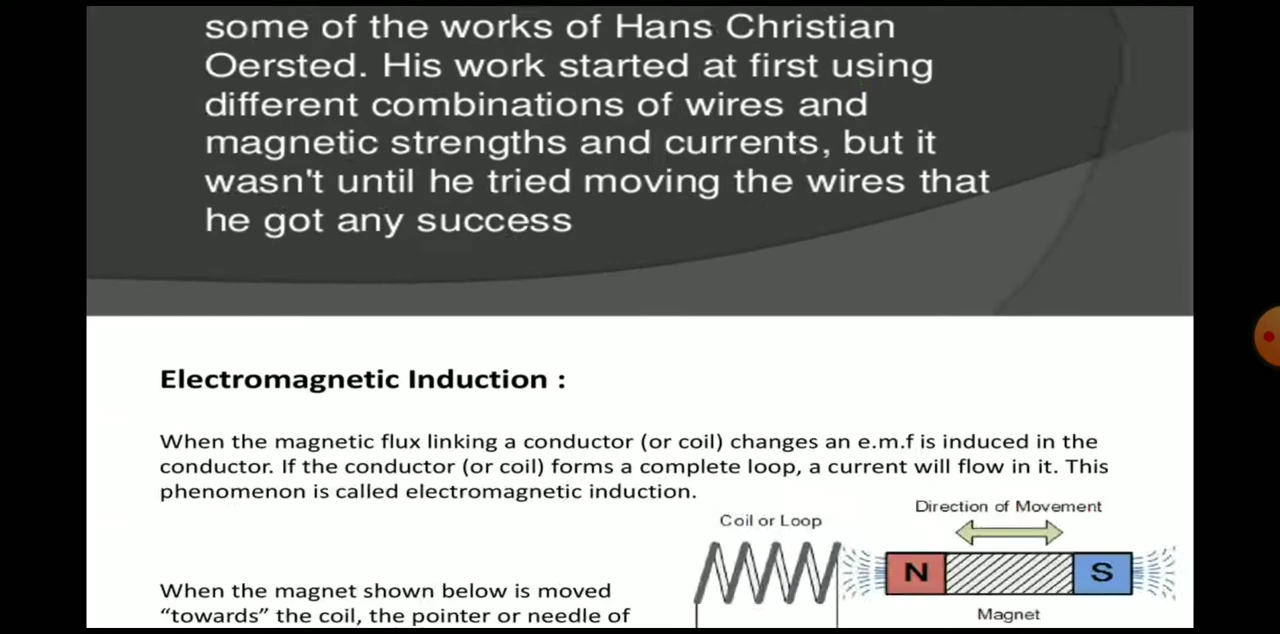 some of the works of Hans Christian
Oersted. His work started at first using
different combinations of wires and
magnetic strengths and currents, but it
wasn't until he tried moving the wires that
he got any success
Electromagnetic Induction :
When the magnetic flux linking a conductor (or coil) changes an e.m.f is induced in the
conductor. If the conductor (or coil) forms a complete loop, a current will flow in it. This
phenomenon is called electromagnetic induction.
Direction of Movement
Coil or Loop
N
S
When the magnet shown below is moved
“towards” the coil, the pointer or needle of
Magnet